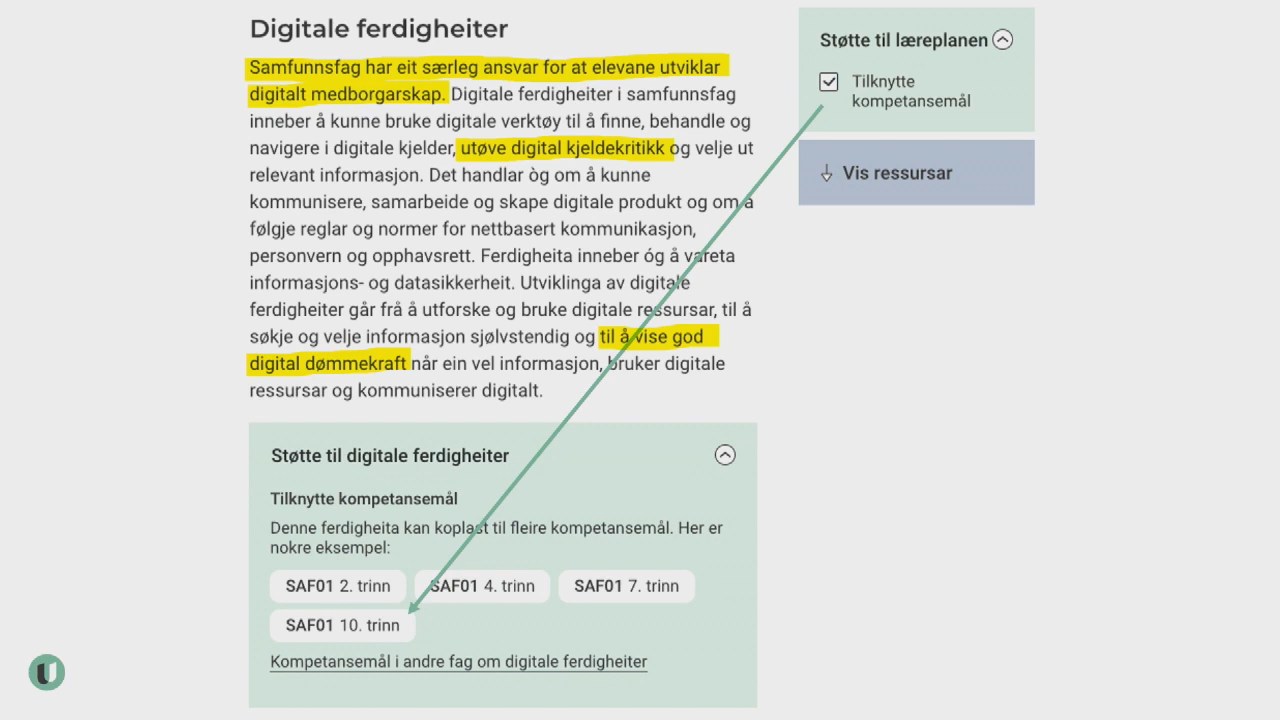 Digitale ferdigheiter
Samfunnsfag har eit særleg ansvar for at elevane utviklar
digitalt medborgarskap. Digitale ferdigheiter i samfunnsfag
inneber å kunne bruke digitale verktøy til å finne, behandle og
navigere i digitale kjelder, utøve digital kjeldekritikk og velje ut
relevant informasjon. Det handlar òg om å kunne
kommunisere, samarbeide og skape digitale produkt og om å
følgje reglar og normer for nettbasert kommunikasjon,
personvern og opphavsrett. Ferdigheita inneber óg å vareta
informasjons- og datasikkerheit. Utviklinga av digitale
ferdigheiter går frå å utforske og bruke digitale ressursar, til å
søkje og velje informasjon sjølvstendig og til å vise god
digital dømmekraft når ein vel informasjon, bruker digitale
ressursar og kommuniserer digitalt.
Støtte til digitale ferdigheiter
Tilknytte kompetansemål
Denne ferdigheita kan koplast til fleire kompetansemål. Her er
nokre eksempel:
SAF01 2. trinn SAF01 4. trinn SAF01 7. trinn
SAF01 10. trinn
Kompetansemål i andre fag om digitale ferdigheiter
Støtte til læreplanen
Tilknytte
kompetansemål
Vis ressursar